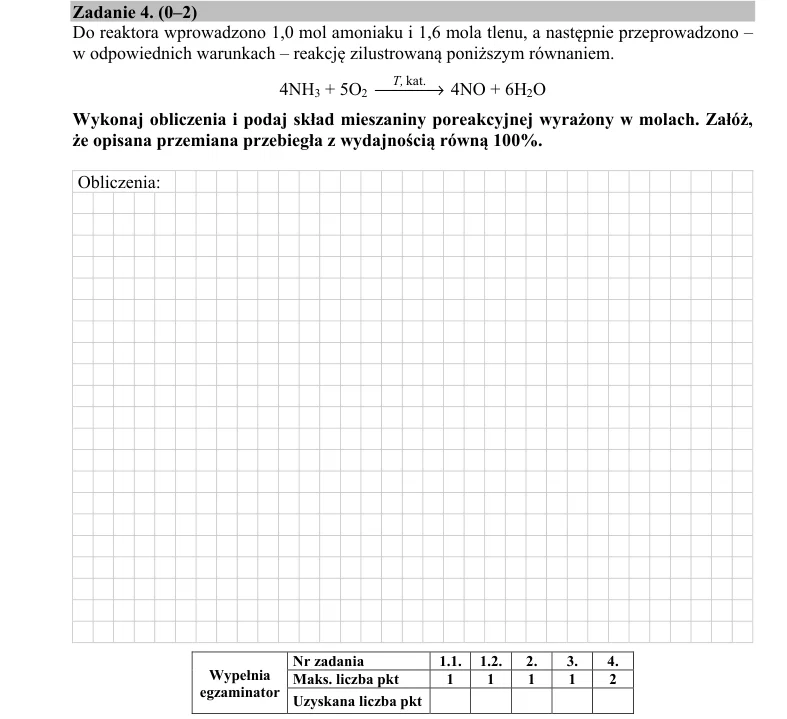 Zadanie 4. (0–2)
Do reaktora wprowadzono 1,0 mol amoniaku i 1,6 mola tlenu, a następnie przeprowadzono –
w odpowiednich warunkach – reakcję zilustrowaną poniższym równaniem.
4NH₃ + 5O₂ T, kat. → 4NO + 6H₂O
Wykonaj obliczenia i podaj skład mieszaniny poreakcyjnej wyrażony w molach. Załóż,
że opisana przemiana przebiegła z wydajnością równą 100%.
Obliczenia:
Wypełnia egzaminator
Nr zadania 1.1. 1.2. 2. 3. 4.
Maks. liczba pkt 1 1 1 1 2
Uzyskana liczba pkt